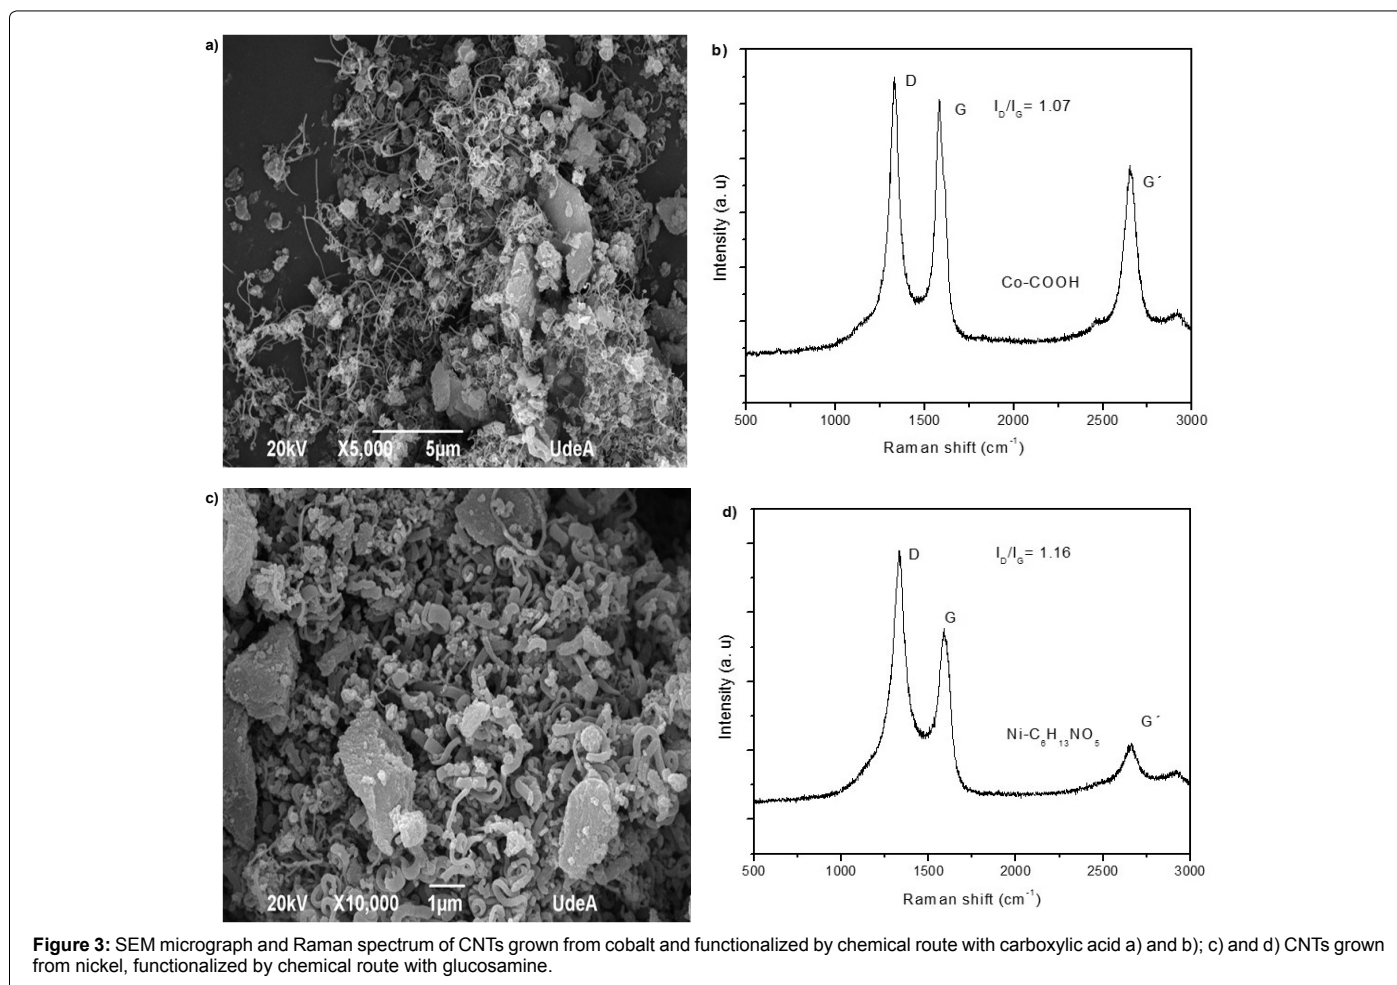 a)
20kV X5,000 5µm UdeA
b)
D
G
I_D/I_G= 1.07
G´
Co-COOH
Intensity (a. u)
500 1000 1500 2000 2500 3000
Raman shift (cm⁻¹)
c)
20kV X10,000 1µm UdeA
d)
D
I_D/I_G= 1.16
G
G´
Ni-C₆H₁₃NO₅
Intensity (a. u)
500 1000 1500 2000 2500 3000
Raman shift (cm⁻¹)
Figure 3: SEM micrograph and Raman spectrum of CNTs grown from cobalt and functionalized by chemical route with carboxylic acid a) and b); c) and d) CNTs grown
from nickel, functionalized by chemical route with glucosamine.